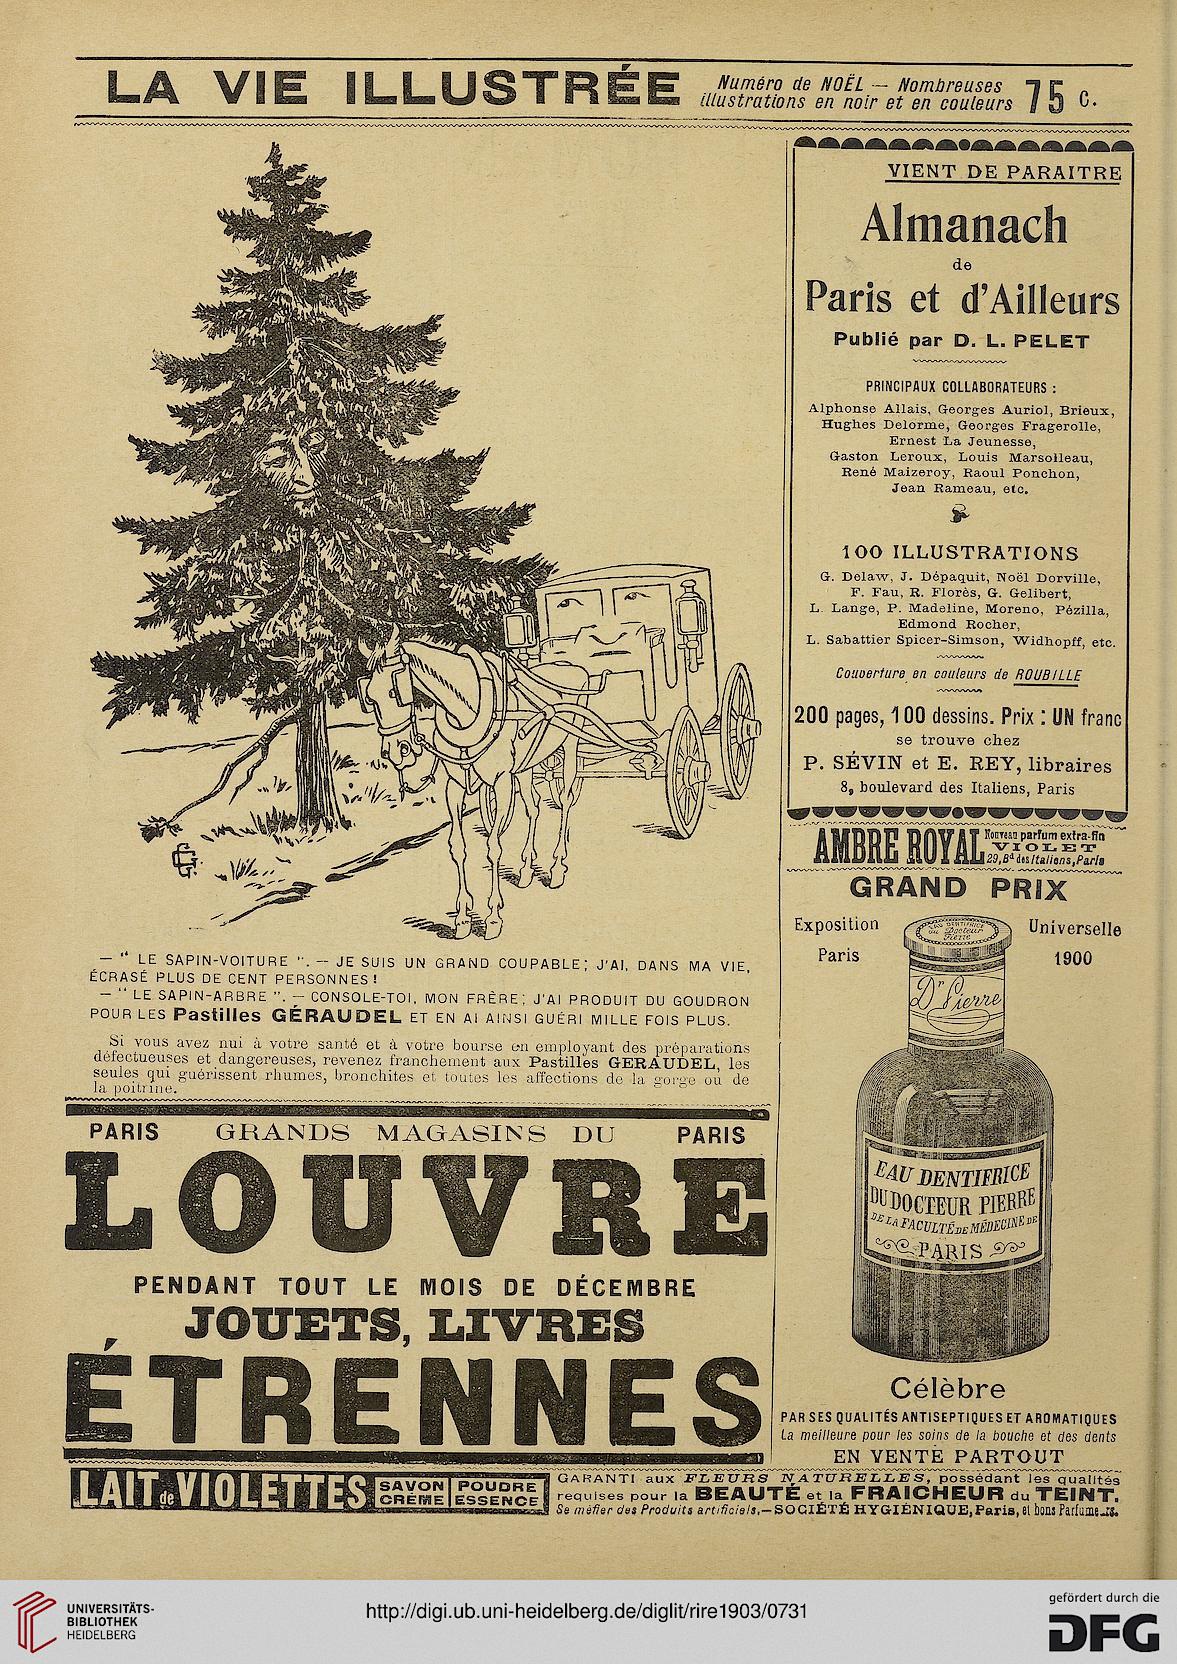 LA VIE ILLUSTRÉE
Numéro de NOËL — Nombreuses
illustrations en noir et en couleurs
75 c.
— “ LE SAPIN-VOITURE ”. — JE SUIS UN GRAND COUPABLE; J'AI, DANS MA VIE,
ÉCRASÉ PLUS DE CENT PERSONNES!
— “ LE SAPIN-ARBRE ”. — CONSOLE-TOI, MON FRÈRE; J'AI PRODUIT DU GOUDRON
POUR LES Pastilles GÉRAUDEL ET EN AI AINSI GUÉRI MILLE FOIS PLUS.
Si vous avez nui à votre santé et à votre bourse en employant des préparations
défectueuses et dangereuses, revenez franchement aux Pastilles GERAUDEL, les
seules qui guérissent rhumes, bronchites et toutes les affections de la gorge ou de
la poitrine.
PARIS GRANDS MAGASINS DU PARIS
LOUVRE
PENDANT TOUT LE MOIS DE DÉCEMBRE
JOUETS, LIVRES
ÉTRENNES
VIENT DE PARAITRE
Almanach
de
Paris et d'Ailleurs
Publié par D. L. PELET
PRINCIPAUX COLLABORATEURS :
Alphonse Allais, Georges Auriol, Brieux,
Hughes Delorme, Georges Fragerolle,
Ernest La Jeunesse,
Gaston Leroux, Louis Marsolleau,
René Maizeroy, Raoul Ponchon,
Jean Rameau, etc.
100 ILLUSTRATIONS
G. Delaw, J. Dépaquit, Noël Dorville,
F. Fau, R. Florès, G. Gelibert,
L. Lange, P. Madeline, Moreno, Pézilla,
Edmond Rocher,
L. Sabattier Spicer-Simson, Widhopff, etc.
Couverture en couleurs de ROUBILLE
200 pages, 100 dessins. Prix : UN franc
se trouve chez
P. SÉVIN et E. REY, libraires
8, boulevard des Italiens, Paris
AMBRE ROYAL
Nouveau parfum extra-fin
VIOLET
29, Bd des Italiens, Paris
GRAND PRIX
Exposition Universelle
Paris 1900
EAU DENTIFRICE
du Docteur
Pierre
Dr Pierre
EAU DENTIFRICE
DU DOCTEUR PIERRE
DE LA FACULTÉ DE MÉDECINE DE
PARIS
Célèbre
PAR SES QUALITÉS ANTISEPTIQUES ET AROMATIQUES
La meilleure pour les soins de la bouche et des dents
EN VENTE PARTOUT
LAIT de VIOLETTES
SAVON POUDRE
CRÈME ESSENCE
GARANTI aux FLEURS NATURELLES, possédant les qualités
requises pour la BEAUTÉ et la FRAICHEUR du TEINT.
Se méfier des Produits artificiels. — SOCIÉTÉ HYGIÉNIQUE, Paris, et bons
UNIVERSITÄTS-
BIBLIOTHEK
HEIDELBERG
http://digi.ub.uni-heidelberg.de/diglit/rire1903/0731
gefördert durch die
DFG